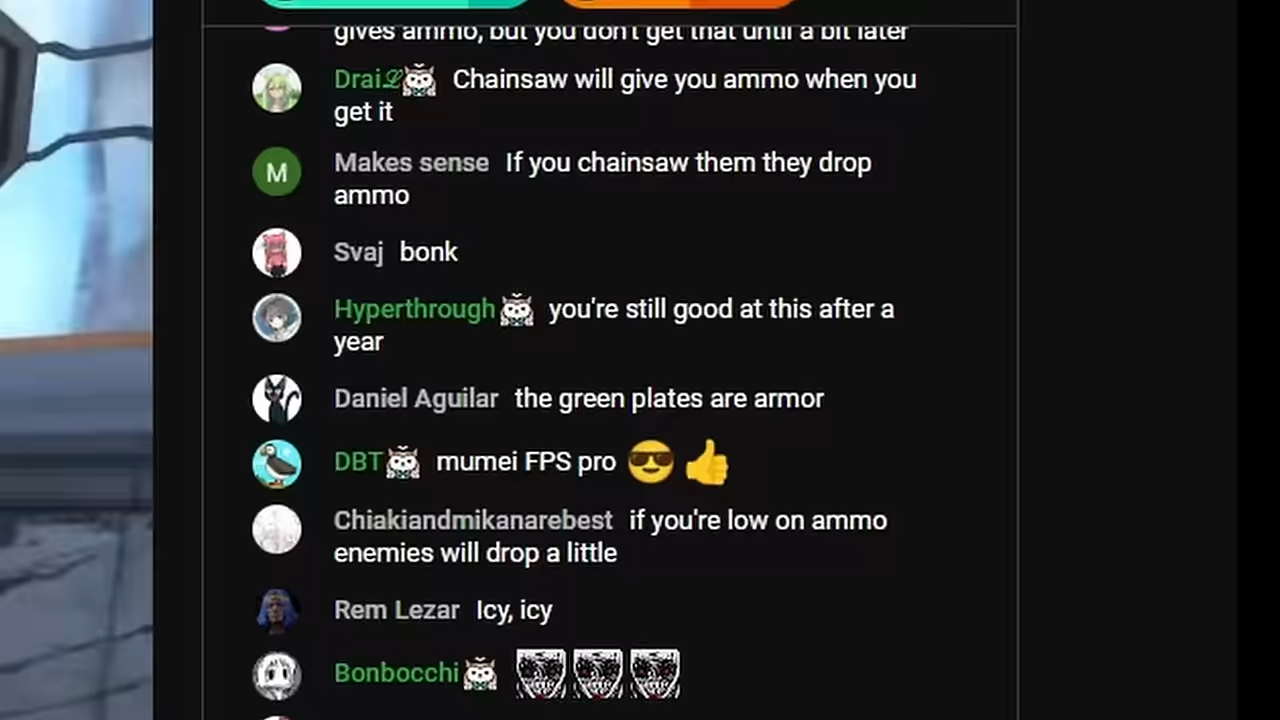 gives ammo, but you don't get that until a bit later
Draiℒ Chainsaw will give you ammo when you
get it
M
Makes sense If you chainsaw them they drop
ammo
Svaj bonk
Hyperthrough you're still good at this after a
year
Daniel Aguilar the green plates are armor
DBT mumei FPS pro 😎👍
Chiakiandmikanarebest if you're low on ammo
enemies will drop a little
Rem Lezar Icy, icy
Bonbocchi